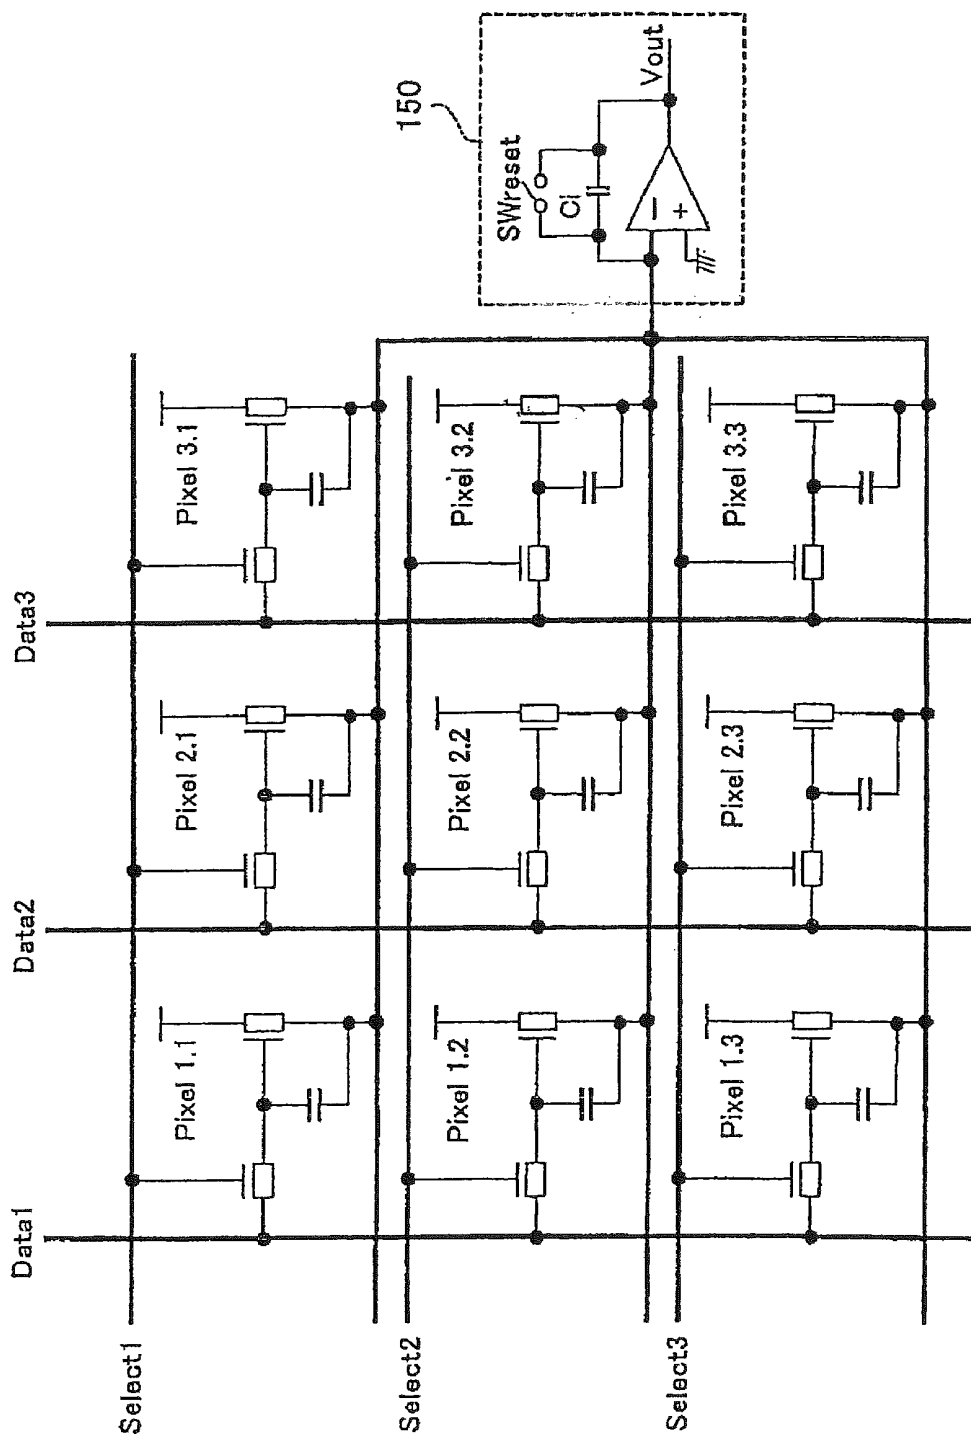 Data1
Data2
Data3
Select1
Pixel 1.1
Pixel 2.1
Pixel 3.1
Select2
Pixel 1.2
Pixel 2.2
Pixel 3.2
Select3
Pixel 1.3
Pixel 2.3
Pixel 3.3
150
SWreset
Ci
−
+
Vout